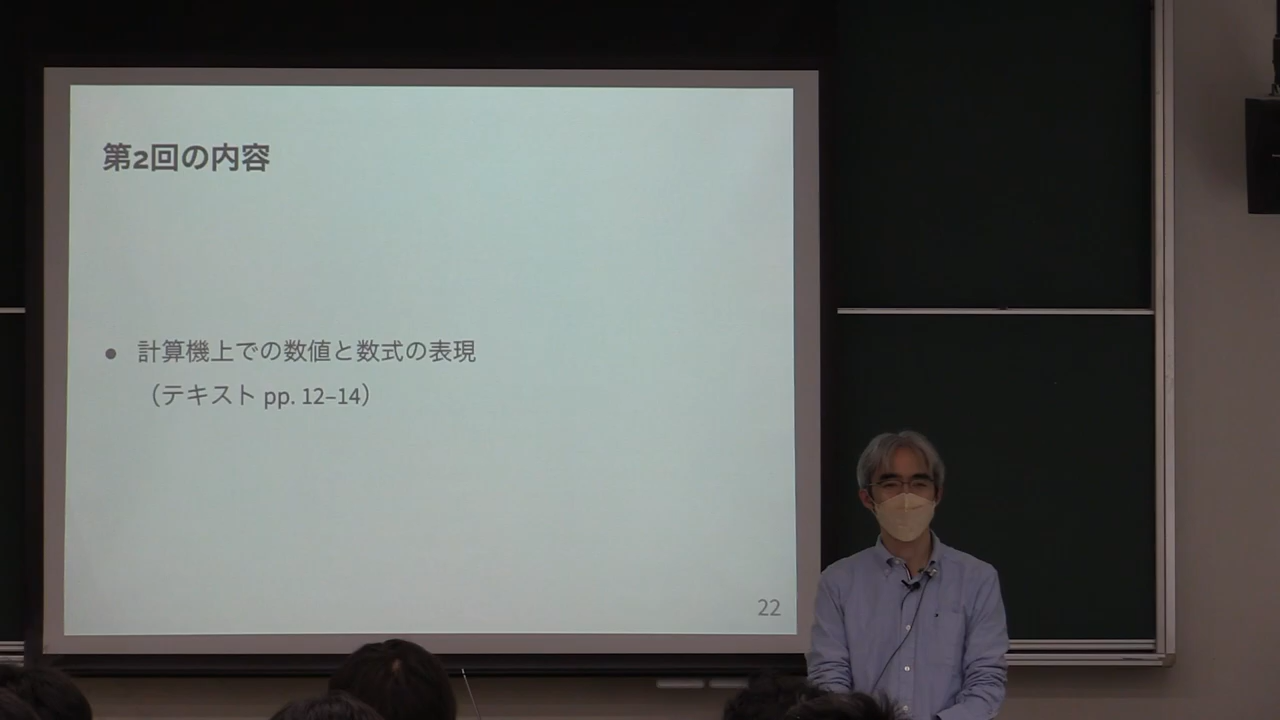 第2回の内容
● 計算機上での数値と数式の表現
（テキスト pp. 12–14）
22